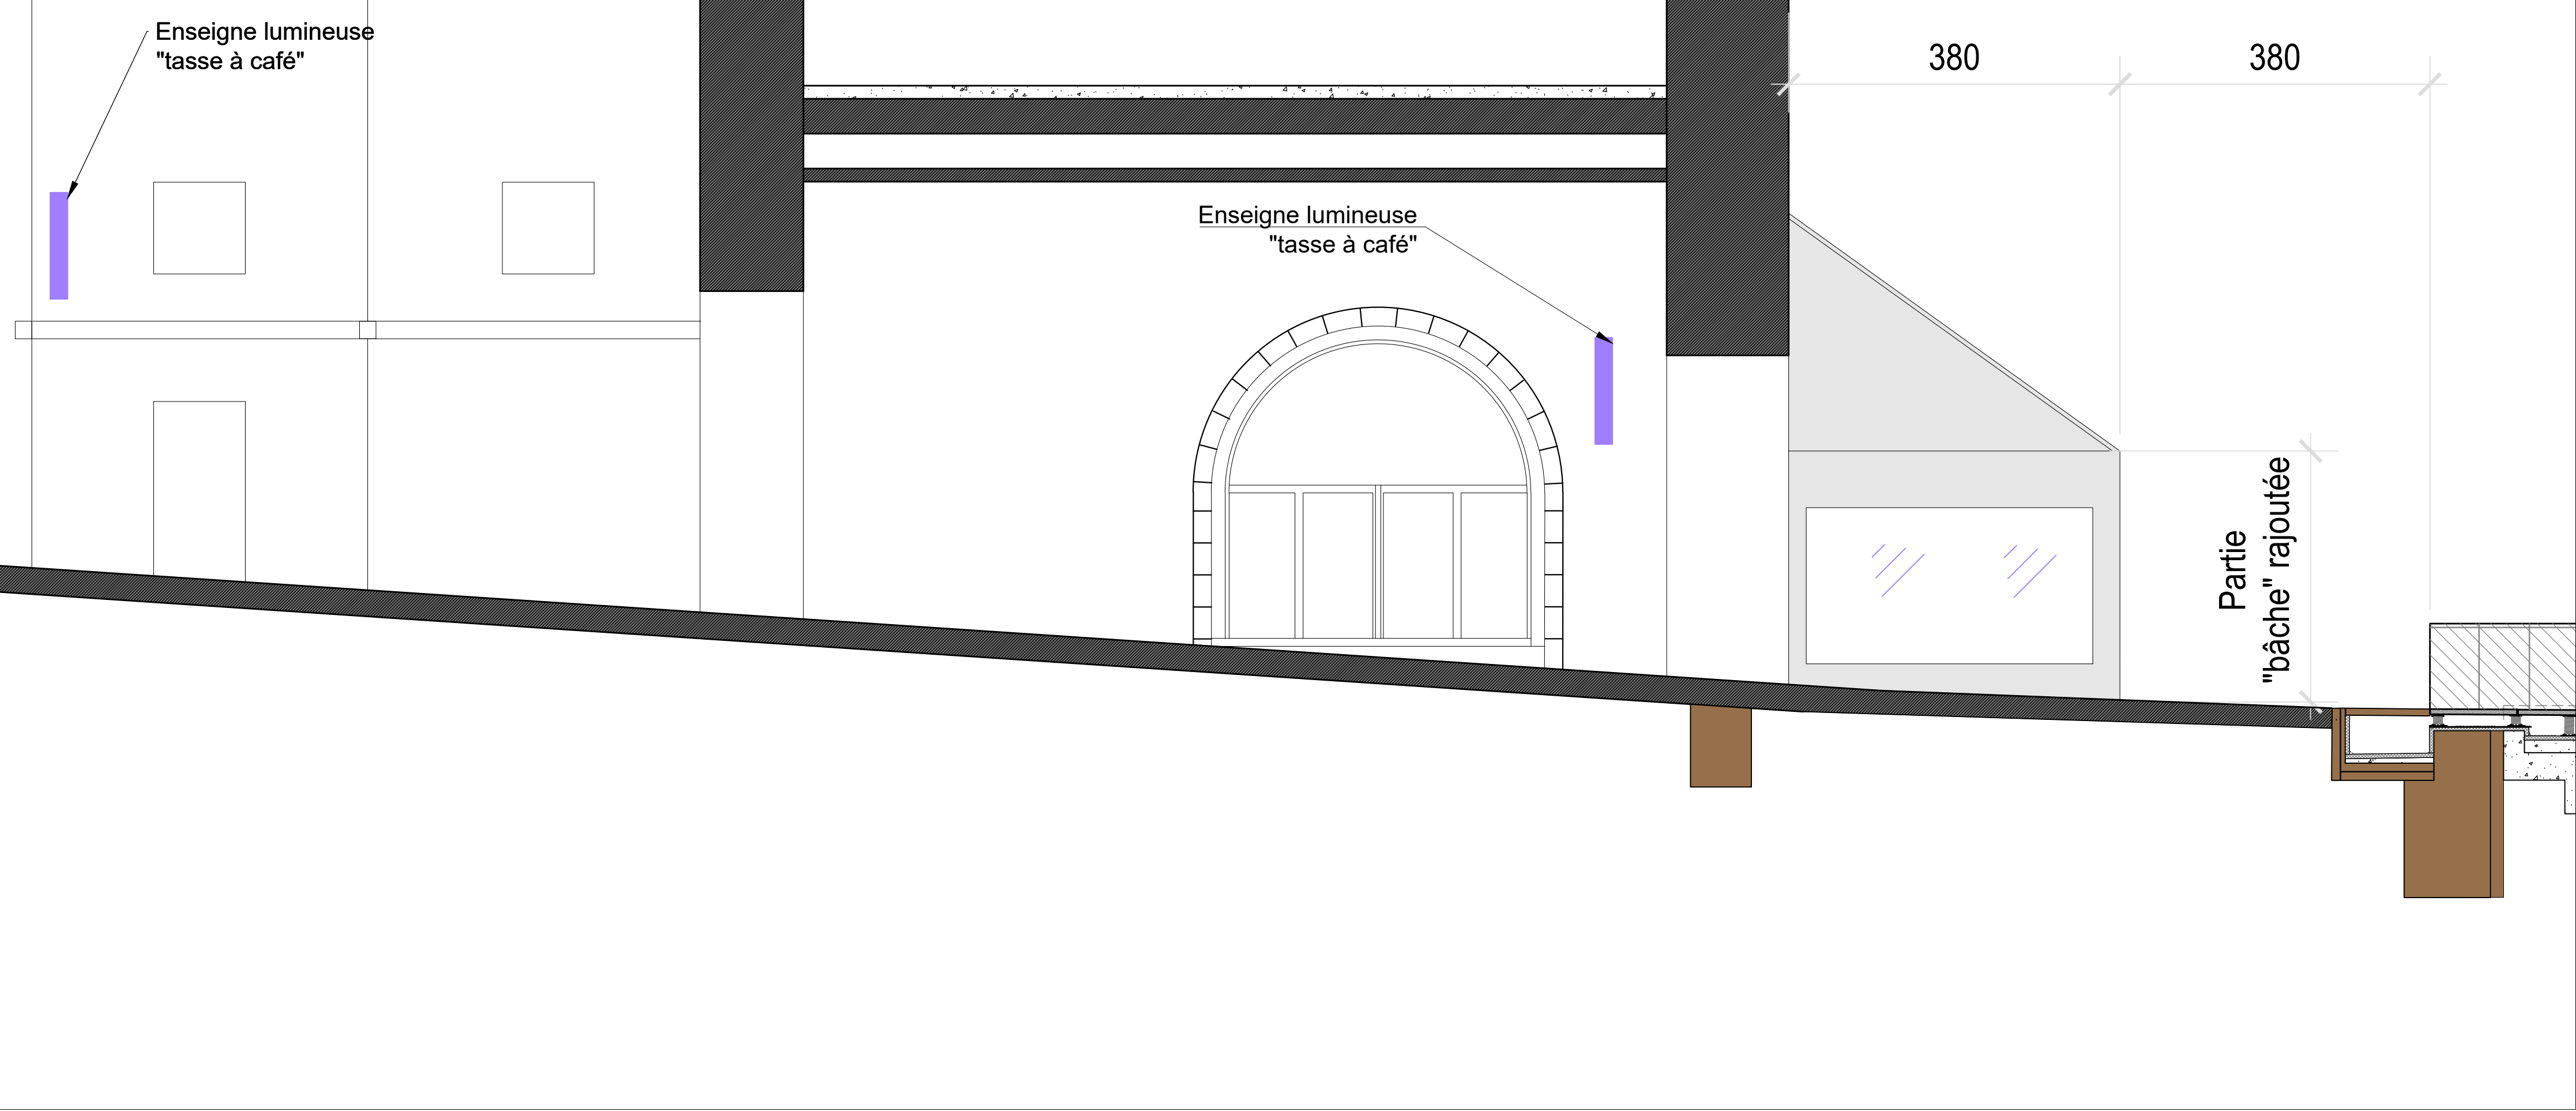 Enseigne lumineuse
"tasse à café"
380
380
Enseigne lumineuse
"tasse à café"
Partie
"bâche" rajoutée